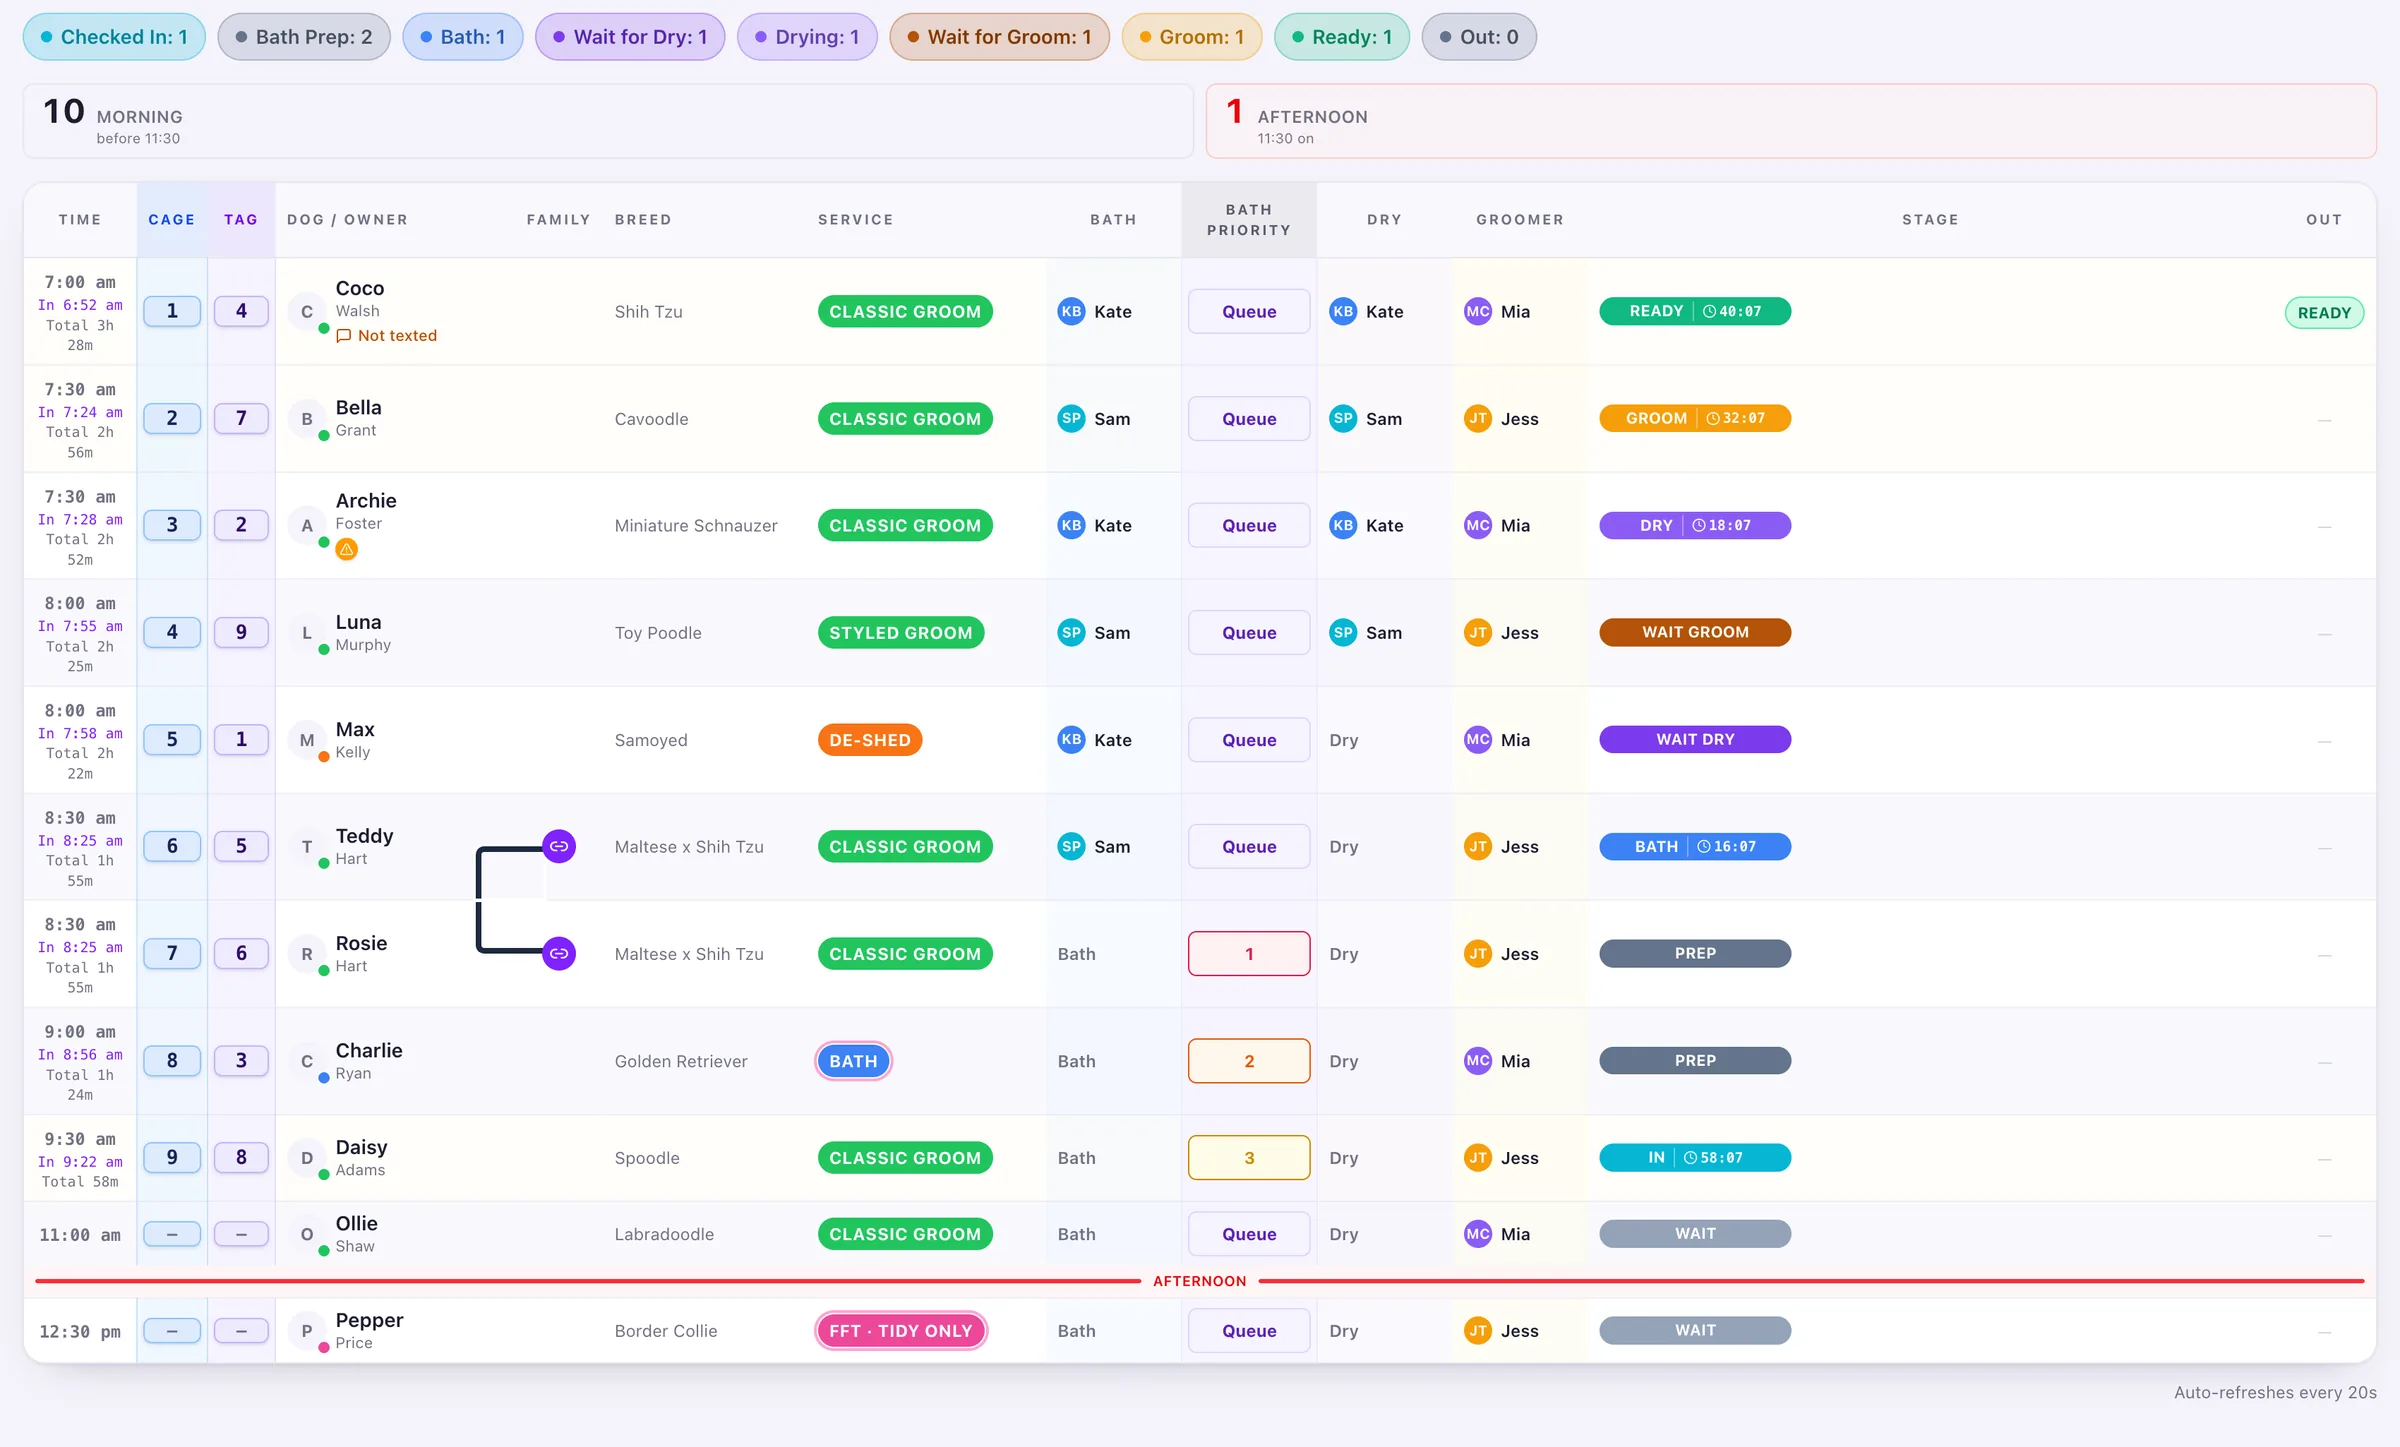 Checked In: 1 Bath Prep: 2 Bath: 1 Wait for Dry: 1 Drying: 1 Wait for Groom: 1 Groom: 1 Ready: 1 Out: 0
10 MORNING
before 11:30
1 AFTERNOON
11:30 on
TIME CAGE TAG DOG / OWNER FAMILY BREED SERVICE BATH BATH PRIORITY DRY GROOMER STAGE OUT
7:00 am
In 6:52 am
Total 3h
28m
1 4 C Coco
Walsh
Not texted
Shih Tzu CLASSIC GROOM KB Kate Queue KB Kate MC Mia READY 40:07 READY
7:30 am
In 7:24 am
Total 2h
56m
2 7 B Bella
Grant
Cavoodle CLASSIC GROOM SP Sam Queue SP Sam JT Jess GROOM 32:07 —
7:30 am
In 7:28 am
Total 2h
52m
3 2 A Archie
Foster
Miniature Schnauzer CLASSIC GROOM KB Kate Queue KB Kate MC Mia DRY 18:07 —
8:00 am
In 7:55 am
Total 2h
25m
4 9 L Luna
Murphy
Toy Poodle STYLED GROOM SP Sam Queue SP Sam JT Jess WAIT GROOM —
8:00 am
In 7:58 am
Total 2h
22m
5 1 M Max
Kelly
Samoyed DE-SHED KB Kate Queue Dry MC Mia WAIT DRY —
8:30 am
In 8:25 am
Total 1h
55m
6 5 T Teddy
Hart
Maltese x Shih Tzu CLASSIC GROOM SP Sam Queue Dry JT Jess BATH 16:07 —
8:30 am
In 8:25 am
Total 1h
55m
7 6 R Rosie
Hart
Maltese x Shih Tzu CLASSIC GROOM Bath 1 Dry JT Jess PREP —
9:00 am
In 8:56 am
Total 1h
24m
8 3 C Charlie
Ryan
Golden Retriever BATH Bath 2 Dry MC Mia PREP —
9:30 am
In 9:22 am
Total 58m
9 8 D Daisy
Adams
Spoodle CLASSIC GROOM Bath 3 Dry JT Jess IN 58:07 —
11:00 am – – O Ollie
Shaw
Labradoodle CLASSIC GROOM Bath Queue Dry MC Mia WAIT —
AFTERNOON
12:30 pm – – P Pepper
Price
Border Collie FFT · TIDY ONLY Bath Queue Dry JT Jess WAIT —
Auto-refreshes every 20s